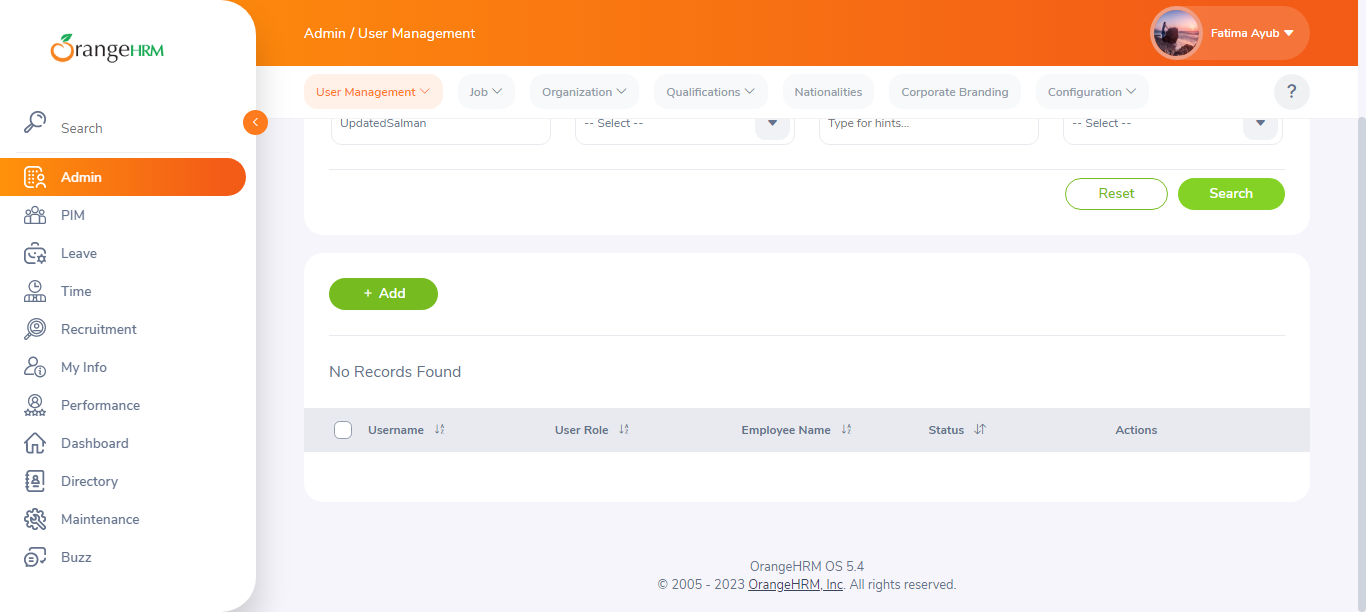 OrangeHRM
Admin / User Management
Fatima Ayub
User Management
Job
Organization
Qualifications
Nationalities
Corporate Branding
Configuration
?
Search
Admin
PIM
Leave
Time
Recruitment
My Info
Performance
Dashboard
Directory
Maintenance
Buzz
UpdatedSalman
-- Select --
Type for hints...
-- Select --
Reset
Search
+ Add
No Records Found
Username
User Role
Employee Name
Status
Actions
OrangeHRM OS 5.4
© 2005 - 2023 OrangeHRM, Inc. All rights reserved.